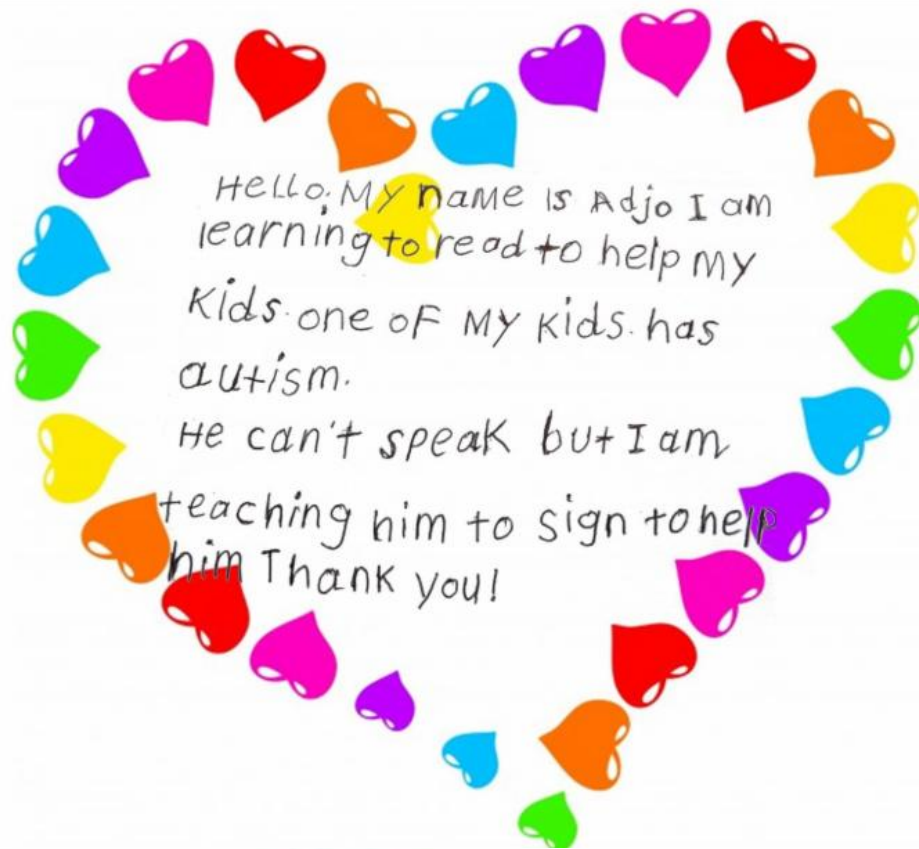 Hello. My name is Adjo I am
learning to read to help my
Kids. one of My kids. has
autism.
He can't speak but I am
teaching him to sign to help
him Thank you!